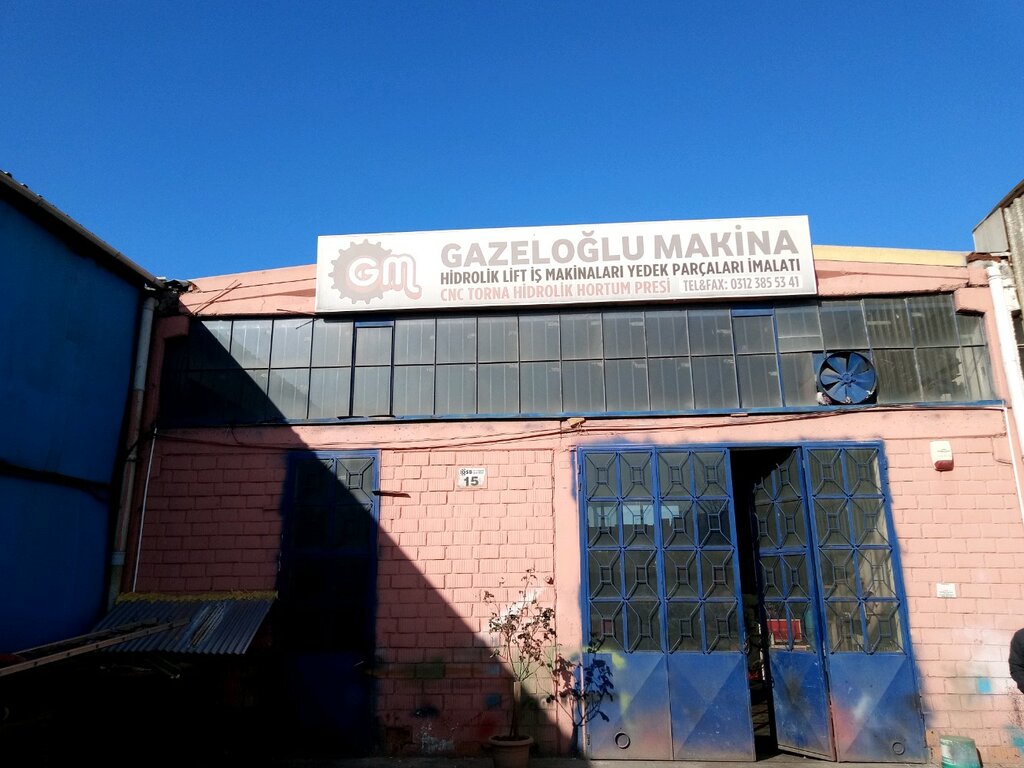 GM
GAZELOĞLU MAKİNA
HİDROLİK LİFT İŞ MAKİNALARI YEDEK PARÇALARI İMALATI
CNC TORNA HİDROLİK HORTUM PRESİ TEL&FAX: 0312 385 53 41
15